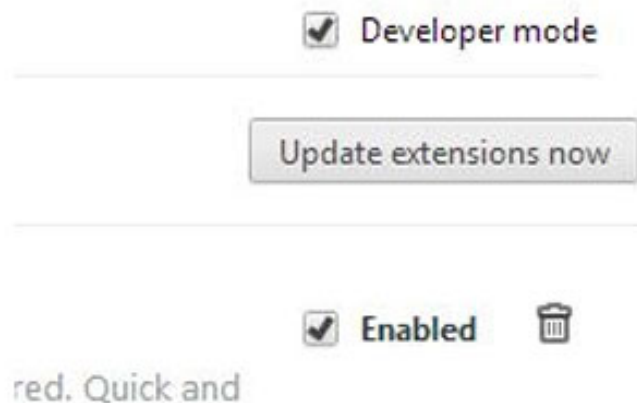 Developer mode
Update extensions now
Enabled
red. Quick and